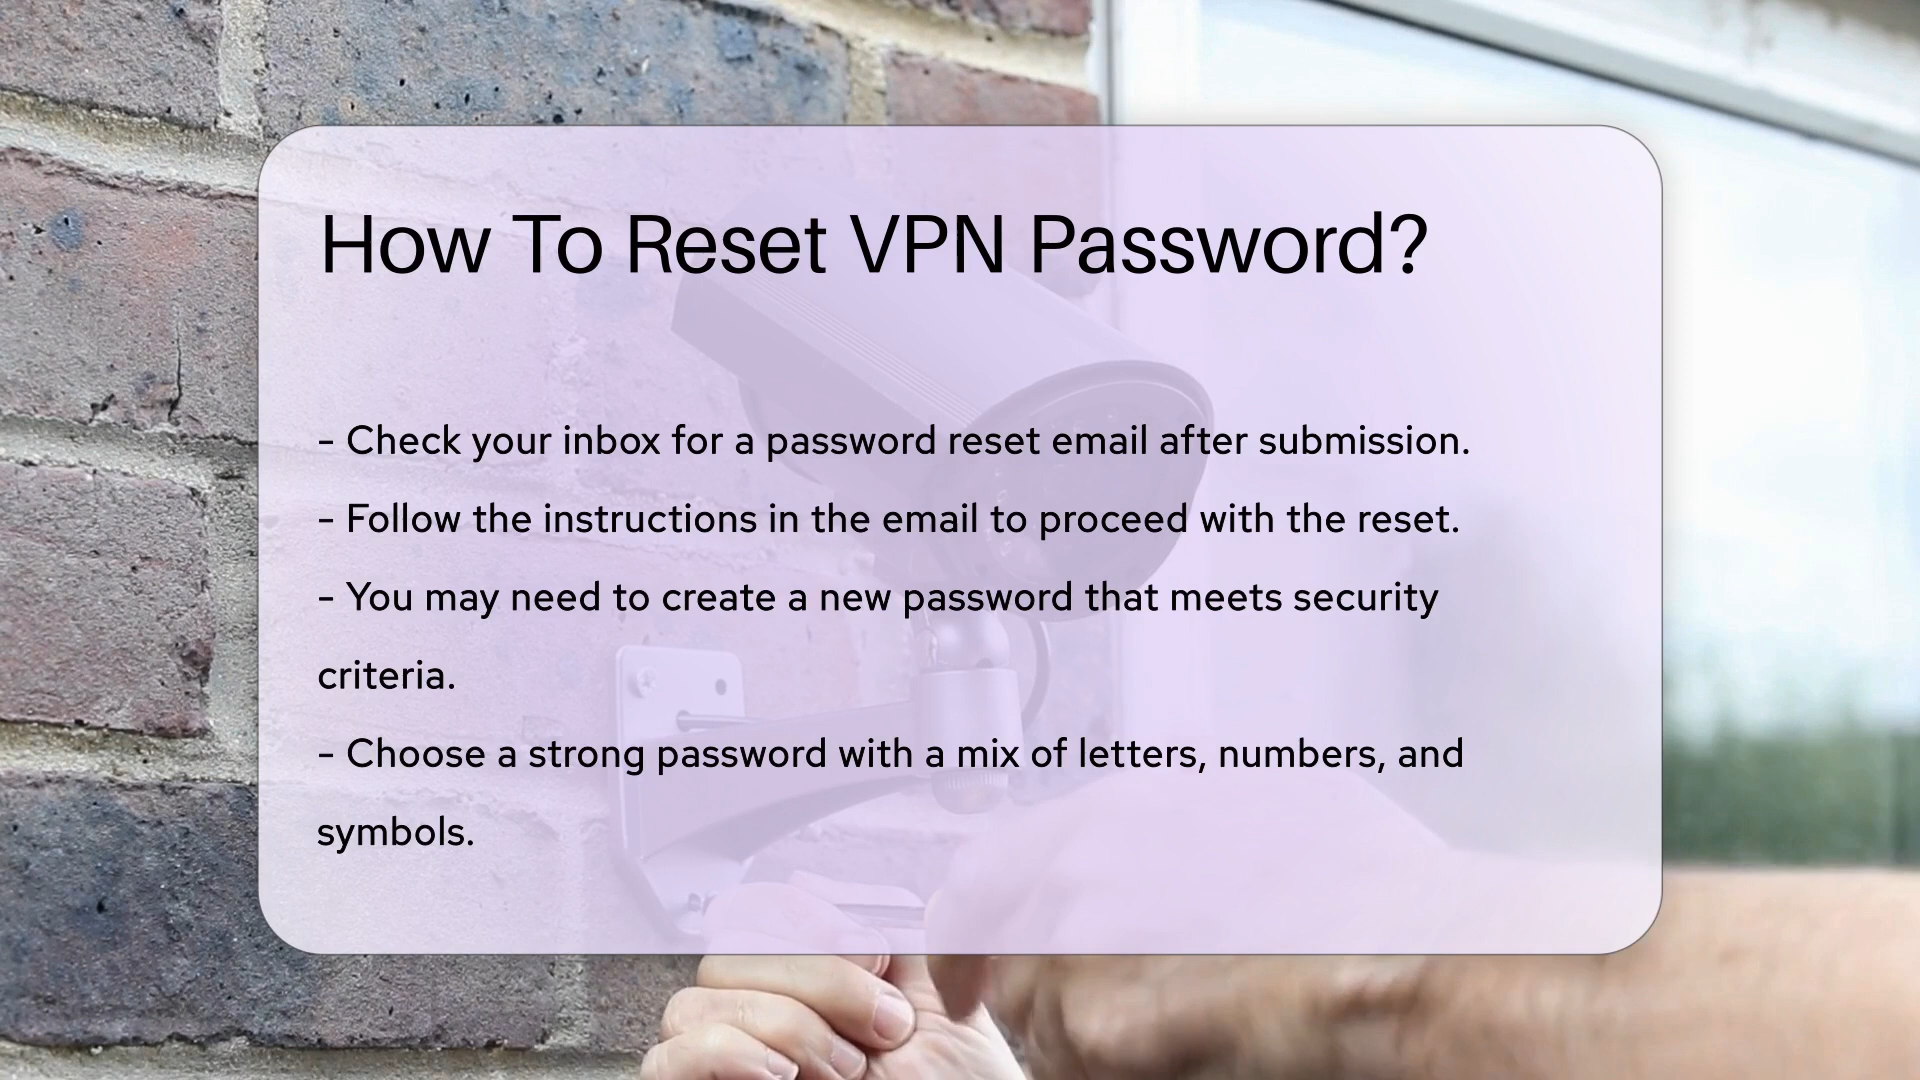 How To Reset VPN Password?
- Check your inbox for a password reset email after submission.
- Follow the instructions in the email to proceed with the reset.
- You may need to create a new password that meets security
criteria.
- Choose a strong password with a mix of letters, numbers, and
symbols.